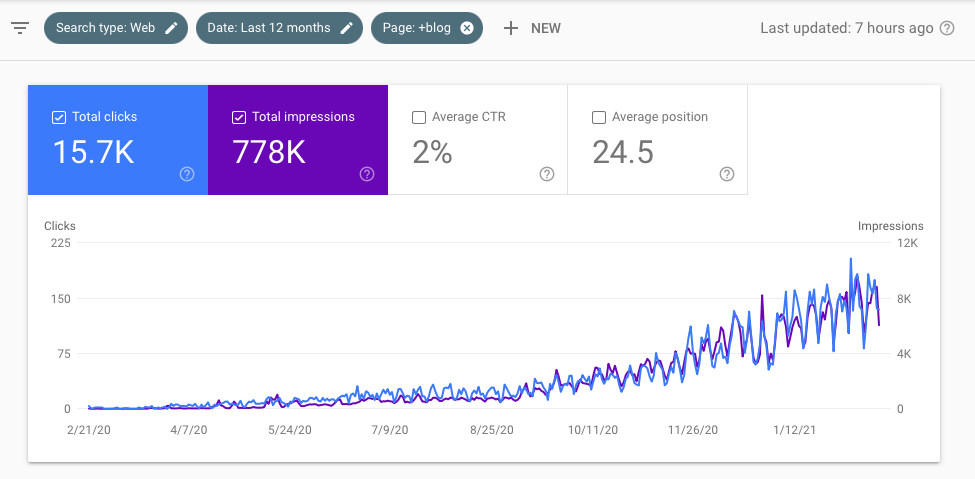 Search type: Web Date: Last 12 months Page: +blog NEW Last updated: 7 hours ago
Total clicks Total impressions Average CTR Average position
15.7K 778K 2% 24.5
Clicks Impressions
225 12K
150 8K
75 4K
0 0
2/21/20 4/7/20 5/24/20 7/9/20 8/25/20 10/11/20 11/26/20 1/12/21